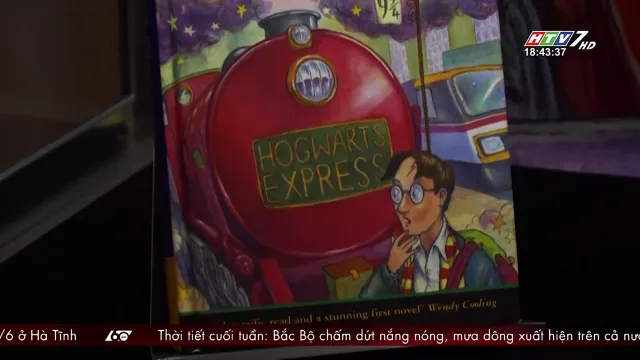 9¾
HTV7 HD
18:43:37
HOGWARTS
EXPRESS
read and a stunning first novel" Wendy Cooling
/6 ở Hà Tĩnh
60
Thời tiết cuối tuần: Bắc Bộ chấm dứt nắng nóng, mưa dông xuất hiện trên cả nư